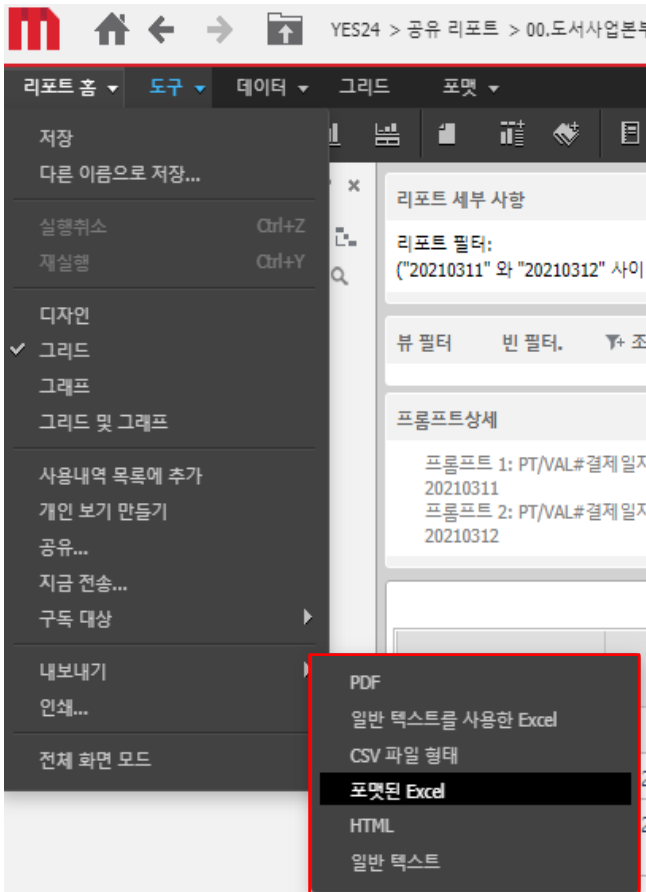 YES24 > 공유 리포트 > 00.도서사업본부
리포트 홈 도구 데이터 그리드 포맷
저장
다른 이름으로 저장...
실행취소 Ctrl+Z
재실행 Ctrl+Y
디자인
그리드
그래프
그리드 및 그래프
사용내역 목록에 추가
개인 보기 만들기
공유...
지금 전송...
구독 대상
내보내기
인쇄...
전체 화면 모드
리포트 세부 사항
리포트 필터:
("20210311" 와 "20210312" 사이
뷰 필터 빈 필터. 조
프롬프트상세
프롬프트 1: PT/VAL#결제일자
20210311
프롬프트 2: PT/VAL#결제일자
20210312
PDF
일반 텍스트를 사용한 Excel
CSV 파일 형태
포맷된 Excel
HTML
일반 텍스트